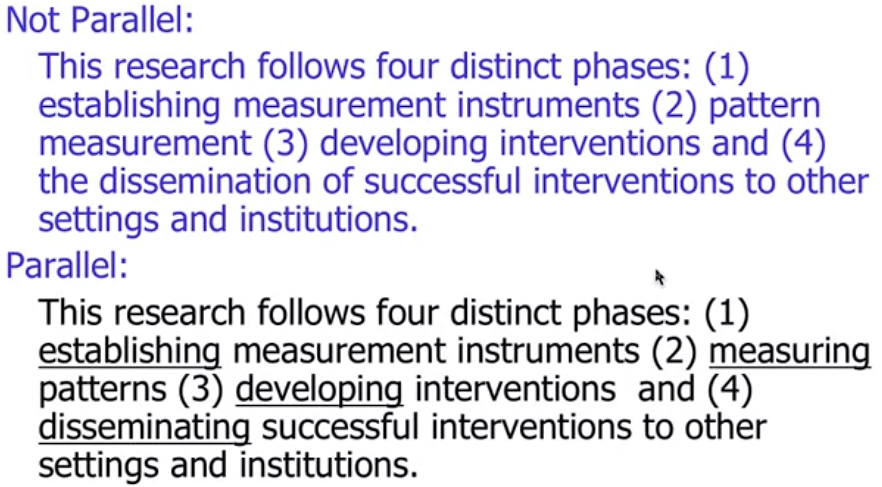 Not Parallel:
This research follows four distinct phases: (1)
establishing measurement instruments (2) pattern
measurement (3) developing interventions and (4)
the dissemination of successful interventions to other
settings and institutions.
Parallel:
This research follows four distinct phases: (1)
establishing measurement instruments (2) measuring
patterns (3) developing interventions  and (4)
disseminating successful interventions to other
settings and institutions.